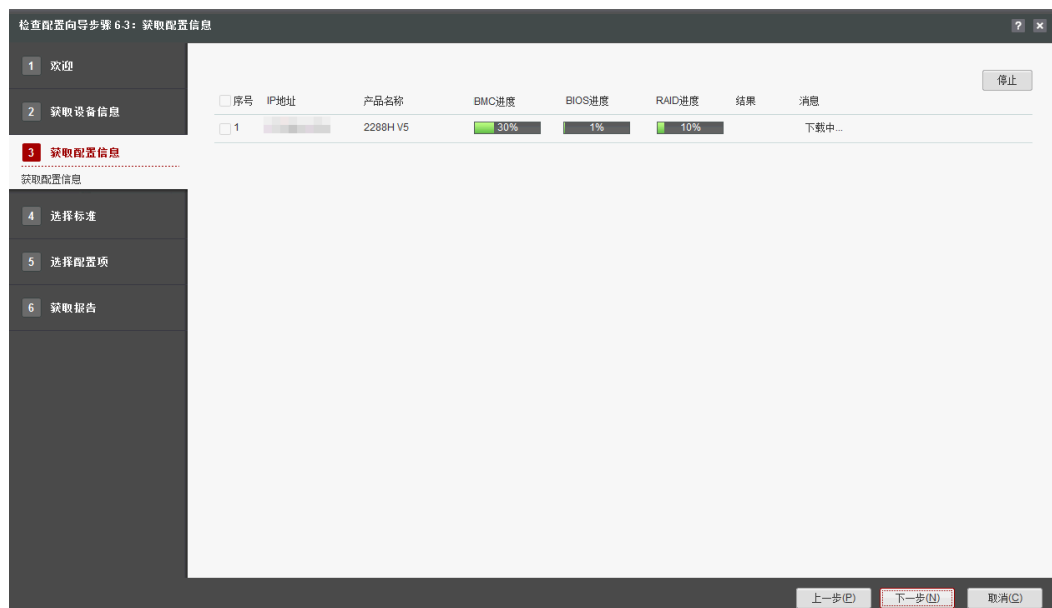 检查配置向导步骤 6-3：获取配置信息
1 欢迎
2 获取设备信息
3 获取配置信息
获取配置信息
4 选择标准
5 选择配置项
6 获取报告
停止
序号 IP地址 产品名称 BMC进度 BIOS进度 RAID进度 结果 消息
1 2288H V5 30% 1% 10% 下载中...
上一步(P) 下一步(N) 取消(C)